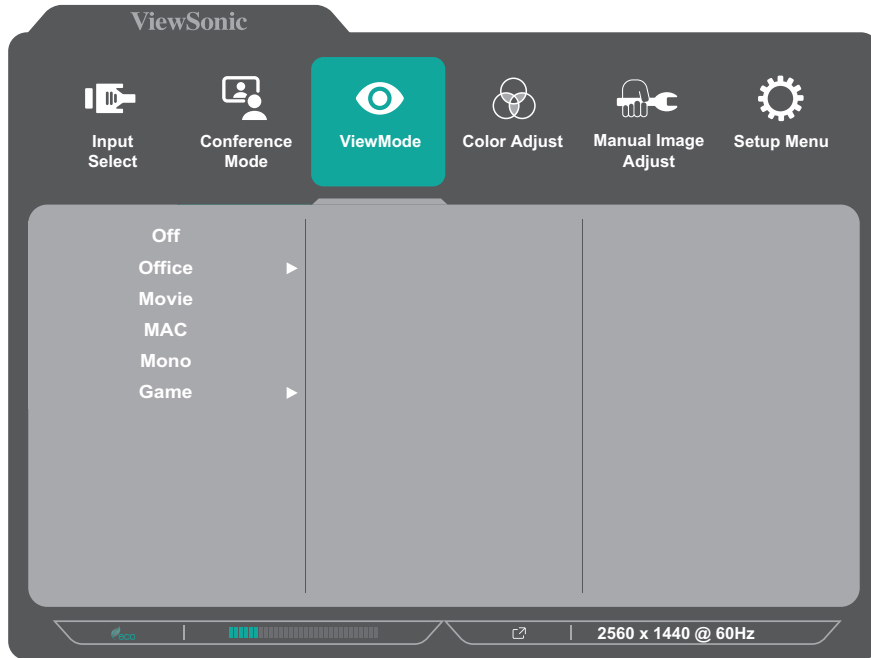 ViewSonic
Input
Select
Conference
Mode
ViewMode
Color Adjust
Manual Image
Adjust
Setup Menu
Off
Office
Movie
MAC
Mono
Game
eco
2560 x 1440 @ 60Hz